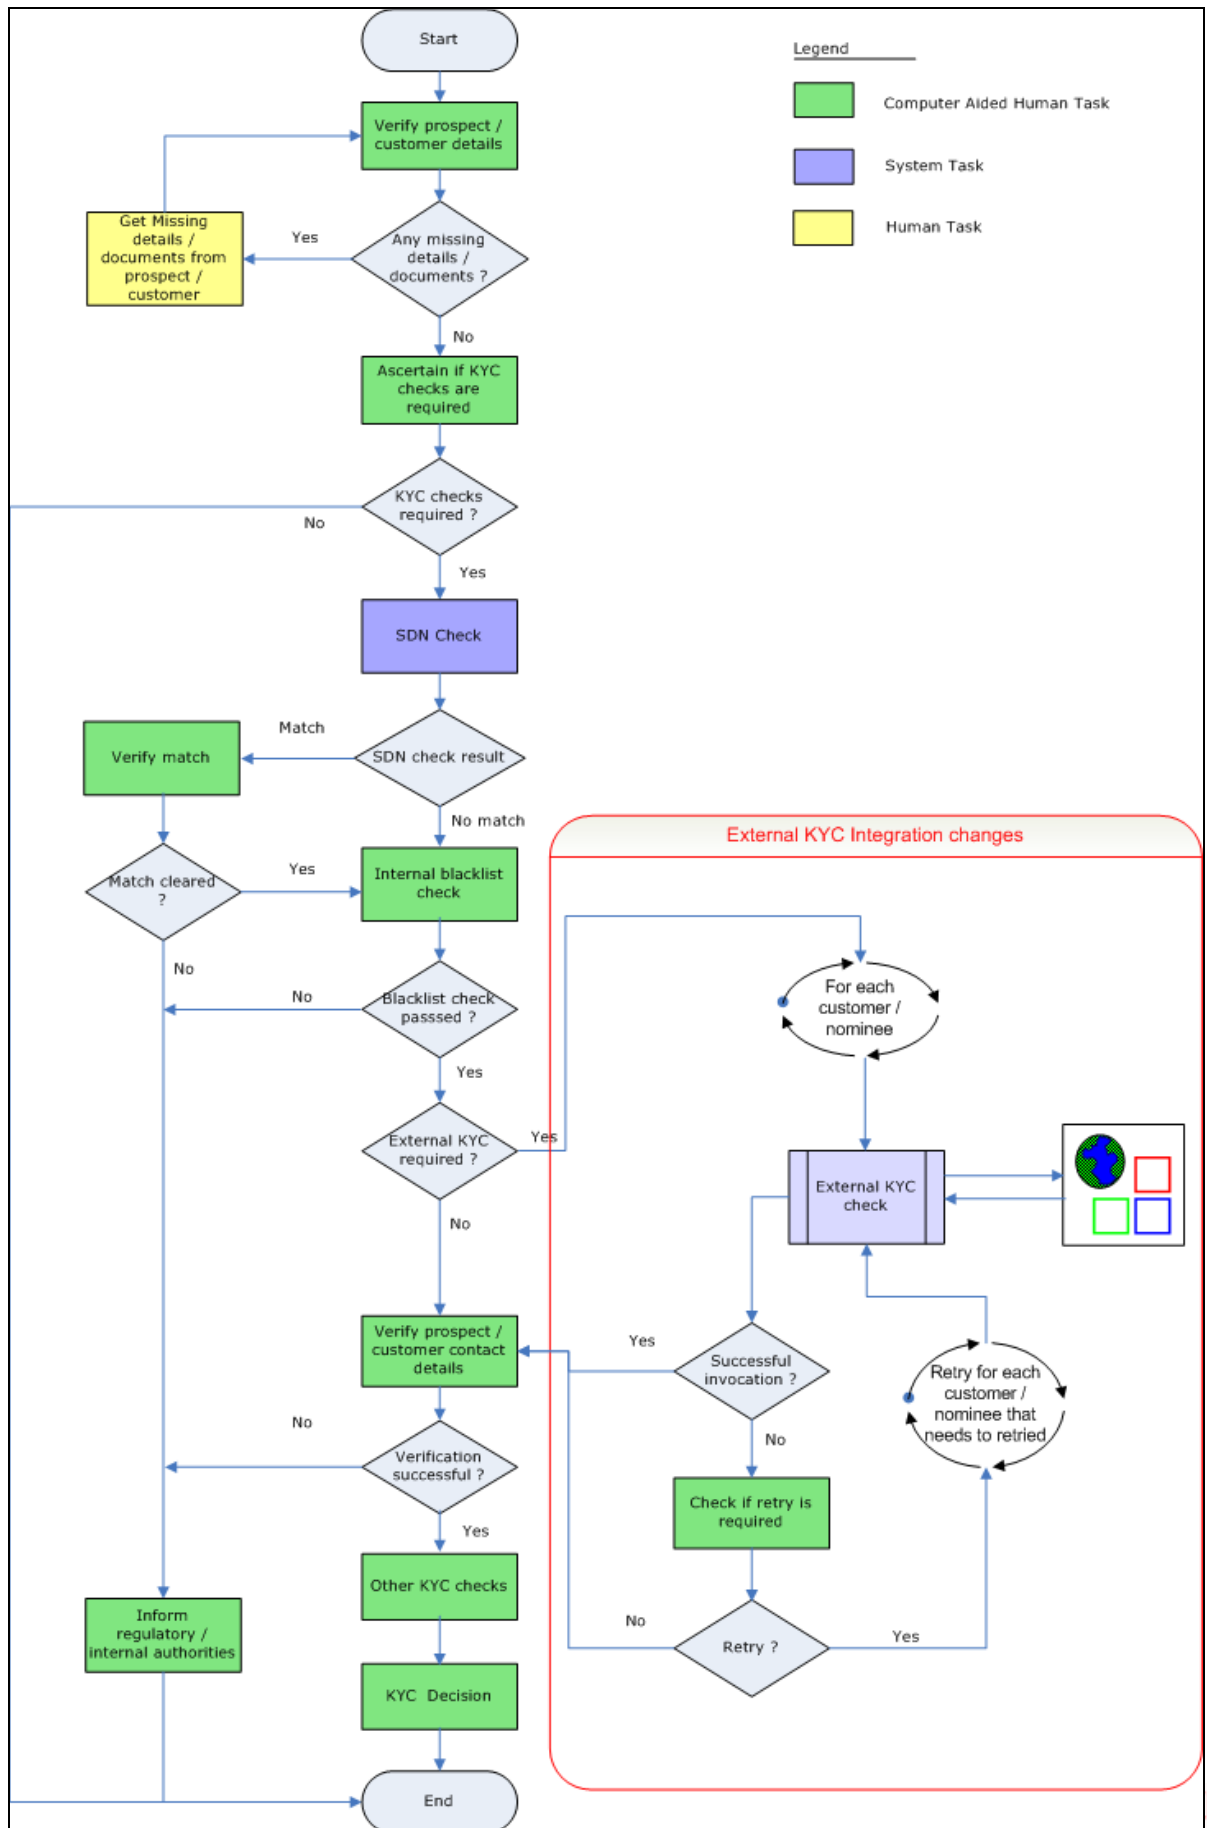 Start
Legend
Computer Aided Human Task
System Task
Human Task
Verify prospect /
customer details
Get Missing
details /
documents from
prospect /
customer
Yes
Any missing
details /
documents ?
No
Ascertain if KYC
checks are
required
KYC checks
required ?
No
Yes
SDN Check
Match
Verify match
SDN check result
No match
External KYC Integration changes
Match cleared
?
Yes
Internal blacklist
check
No
No
Blacklist check
passsed ?
For each
customer /
nominee
Yes
External KYC
required ?
Yes
External KYC
check
No
Verify prospect /
customer contact
details
Yes
Successful
invocation ?
Retry for each
customer /
nominee that
needs to retried
No
Verification
successful ?
No
Check if retry is
required
Yes
Other KYC checks
Inform
regulatory /
internal authorities
No
Retry ?
Yes
KYC Decision
End